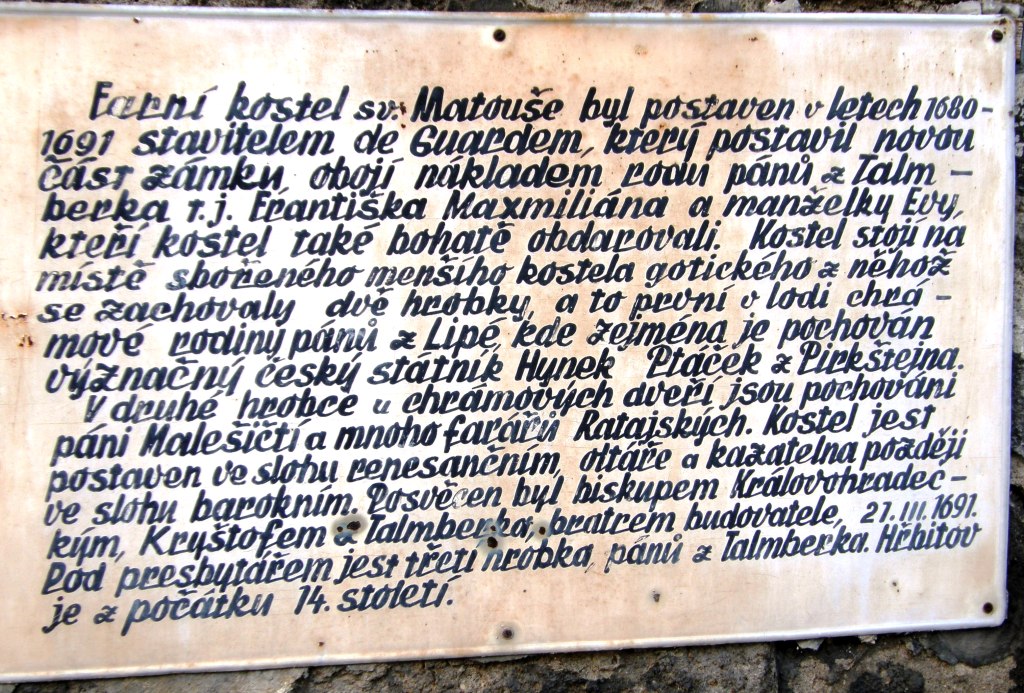 Farní kostel sv. Matouše byl postaven v letech 1680-
1691 stavitelem de Guardem, který postavil novou
část zámku, obojí nákladem rodu pánů z Talm-
berka t.j. Františka Maxmiliána a manželky Evy,
kteří kostel také bohatě obdarovali. Kostel stojí na
místě sbořeného menšího kostela gotického z něhož
se zachovaly dvě hrobky, a to první v lodi chrá-
mové rodiny pánů z Lipé, kde zejména je pochován
význačný český státník Hynek Ptáček z Pirkštejna.
V druhé hrobce u chrámových dveří jsou pochováni
páni Malešičtí a mnoho farářů Ratajských. Kostel jest
postaven ve slohu renesančním, oltáře a kazatelna později
ve slohu barokním. Posvěcen byl biskupem Královohradec-
kým, Kryštofem z Talmberka, bratrem budovatele, 21.III.1691.
Pod presbytářem jest třetí hrobka, pánů z Talmberka. Hřbitov
je z počátku 14. století.